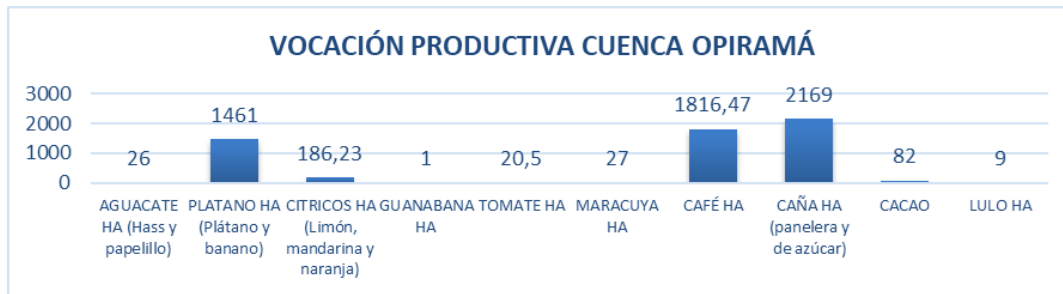 VOCACIÓN PRODUCTIVA CUENCA OPIRAMÁ
3000
2000
1000
0
26
1461
186,23
1
20,5
27
1816,47
2169
82
9
AGUACATE
HA (Hass y
papelillo)
PLATANO HA
(Plátano y
banano)
CITRICOS HA
(Limón,
mandarina y
naranja)
GUANABANA
HA
TOMATE HA
MARACUYA
HA
CAFÉ HA
CAÑA HA
(panelera y
de azúcar)
CACAO
LULO HA